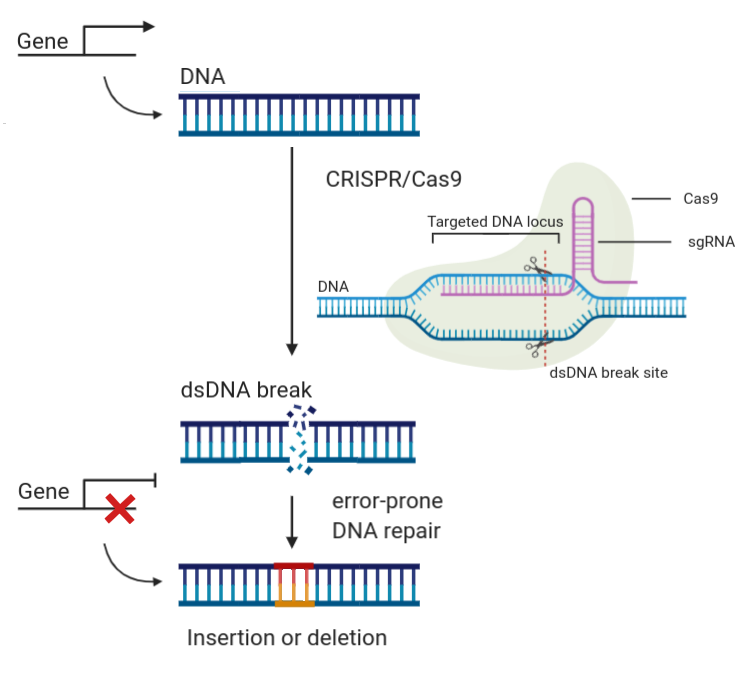 Gene
DNA
CRISPR/Cas9
Cas9
Targeted DNA locus
sgRNA
DNA
dsDNA break site
dsDNA break
Gene
error-prone
DNA repair
Insertion or deletion